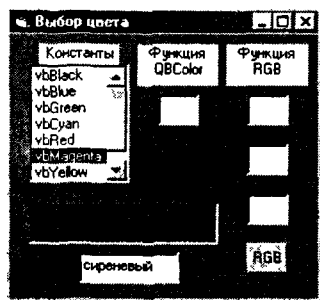 Выбор цвета
Константы
Функция
QBColor
Функция
RGB
vbBlack
vbBlue
vbGreen
vbCyan
vbRed
vbMagenta
vbYellow
сиреневый
RGB